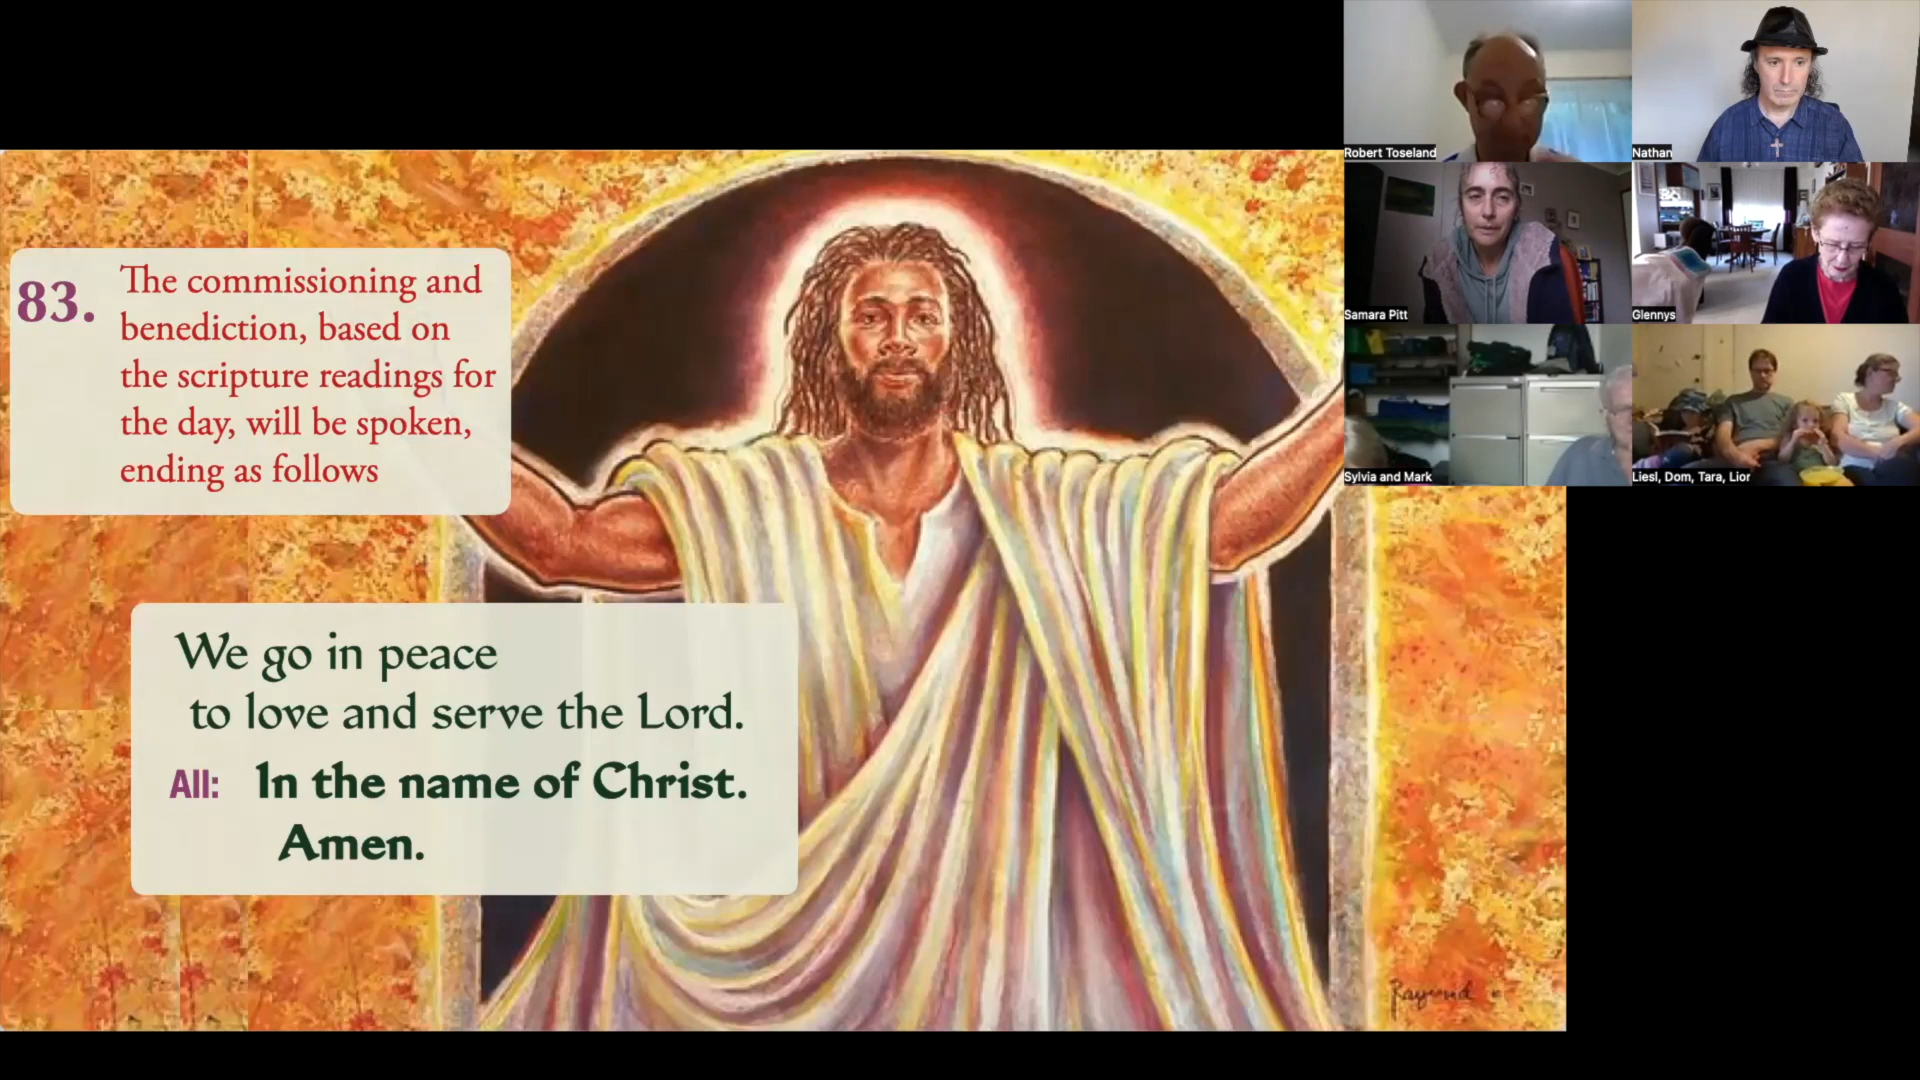 83.
The commissioning and
benediction, based on
the scripture readings for
the day, will be spoken,
ending as follows
We go in peace
to love and serve the Lord.
All: In the name of Christ.
Amen.
Robert Toseland
Nathan
Samara Pitt
Glennys
Sylvia and Mark
Liesl, Dom, Tara, Lior